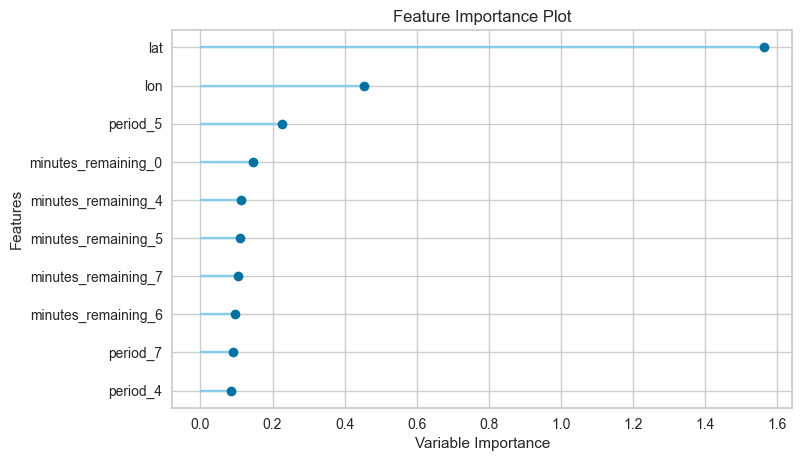 Feature Importance Plot
lat
lon
period_5
minutes_remaining_0
minutes_remaining_4
minutes_remaining_5
minutes_remaining_7
minutes_remaining_6
period_7
period_4
Features
0.0 0.2 0.4 0.6 0.8 1.0 1.2 1.4 1.6
Variable Importance